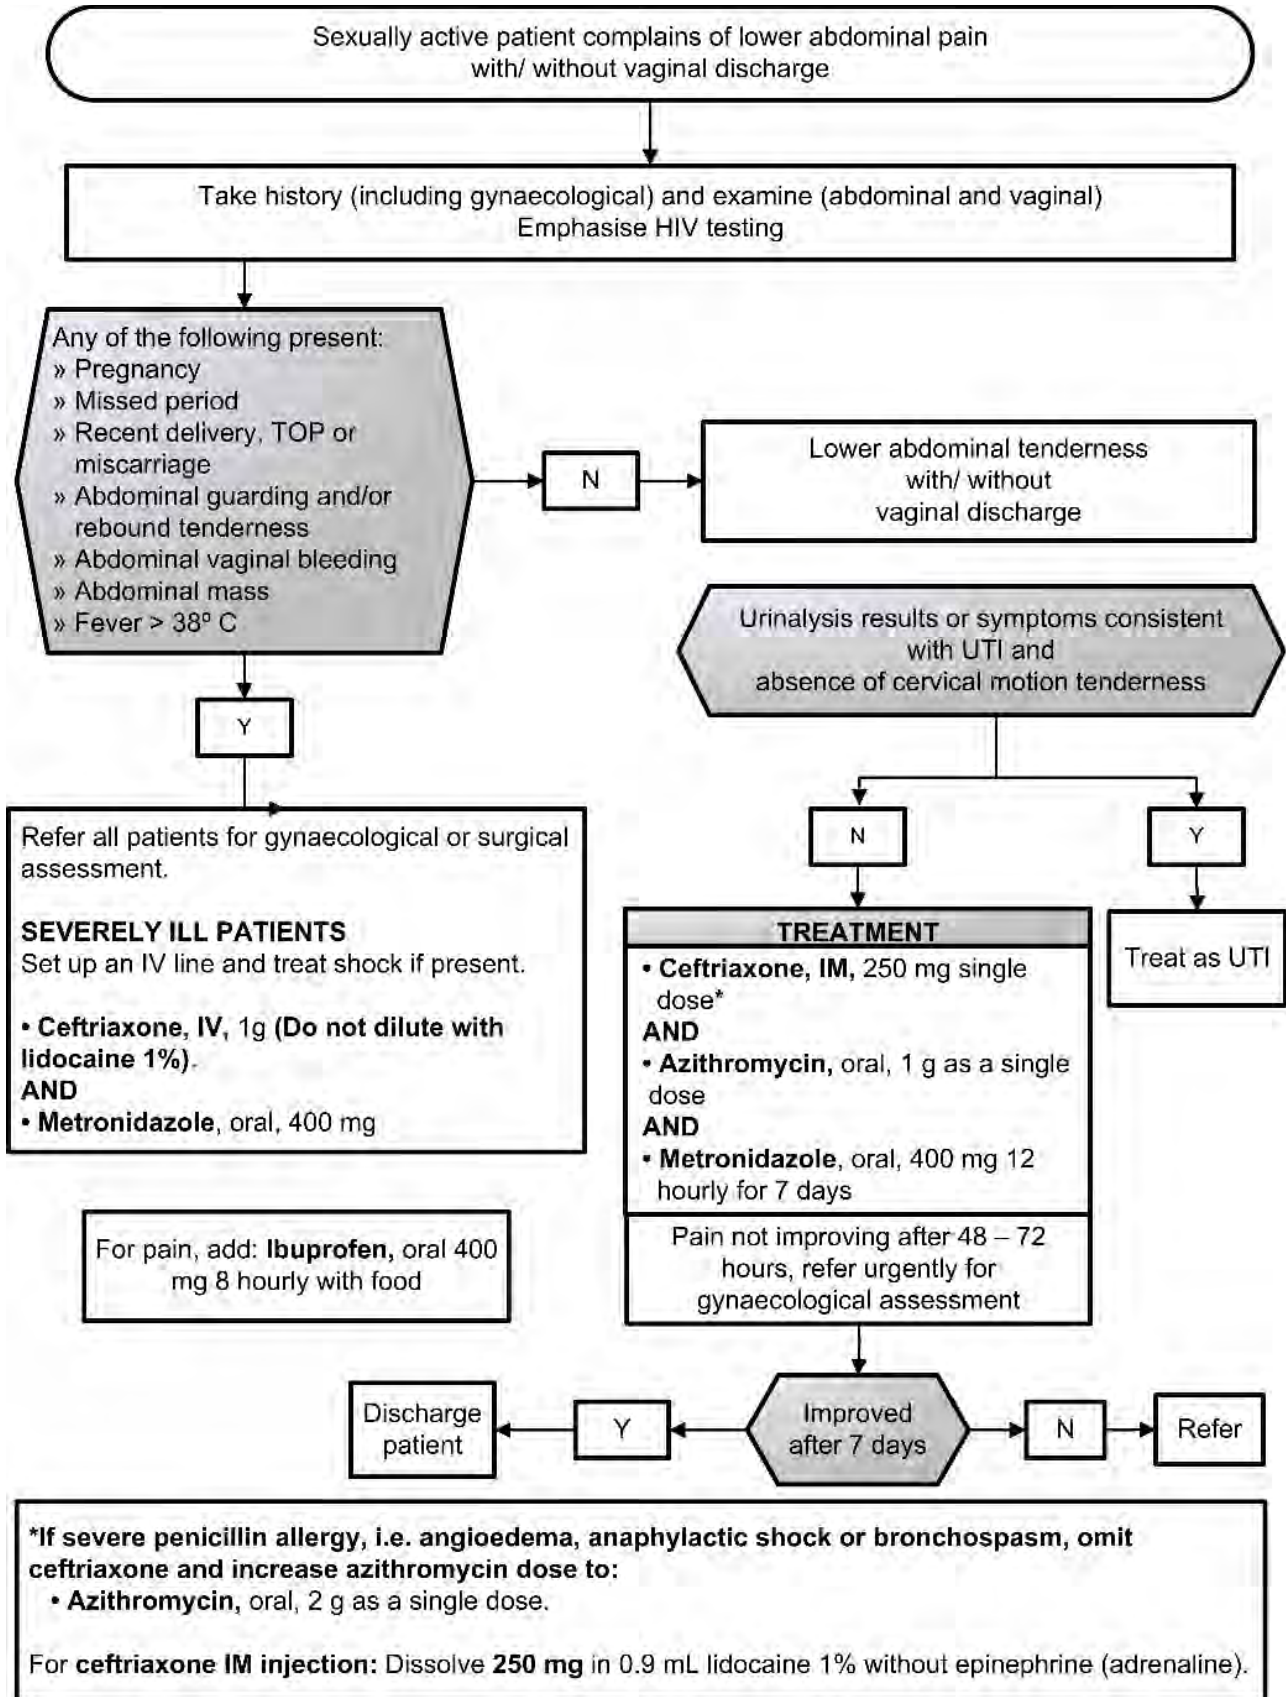 Sexually active patient complains of lower abdominal pain
with/ without vaginal discharge
Take history (including gynaecological) and examine (abdominal and vaginal)
Emphasise HIV testing
Any of the following present:
» Pregnancy
» Missed period
» Recent delivery, TOP or
miscarriage
» Abdominal guarding and/or
rebound tenderness
» Abdominal vaginal bleeding
» Abdominal mass
» Fever > 38º C
N
Lower abdominal tenderness
with/ without
vaginal discharge
Urinalysis results or symptoms consistent
with UTI and
absence of cervical motion tenderness
Y
Refer all patients for gynaecological or surgical
assessment.
SEVERELY ILL PATIENTS
Set up an IV line and treat shock if present.
• Ceftriaxone, IV, 1g (Do not dilute with
lidocaine 1%).
AND
• Metronidazole, oral, 400 mg
N
Y
TREATMENT
• Ceftriaxone, IM, 250 mg single
dose*
AND
• Azithromycin, oral, 1 g as a single
dose
AND
• Metronidazole, oral, 400 mg 12
hourly for 7 days
Treat as UTI
Pain not improving after 48 – 72
hours, refer urgently for
gynaecological assessment
For pain, add: Ibuprofen, oral 400
mg 8 hourly with food
Discharge
patient
Y
Improved
after 7 days
N
Refer
*If severe penicillin allergy, i.e. angioedema, anaphylactic shock or bronchospasm, omit
ceftriaxone and increase azithromycin dose to:
• Azithromycin, oral, 2 g as a single dose.
For ceftriaxone IM injection: Dissolve 250 mg in 0.9 mL lidocaine 1% without epinephrine (adrenaline).